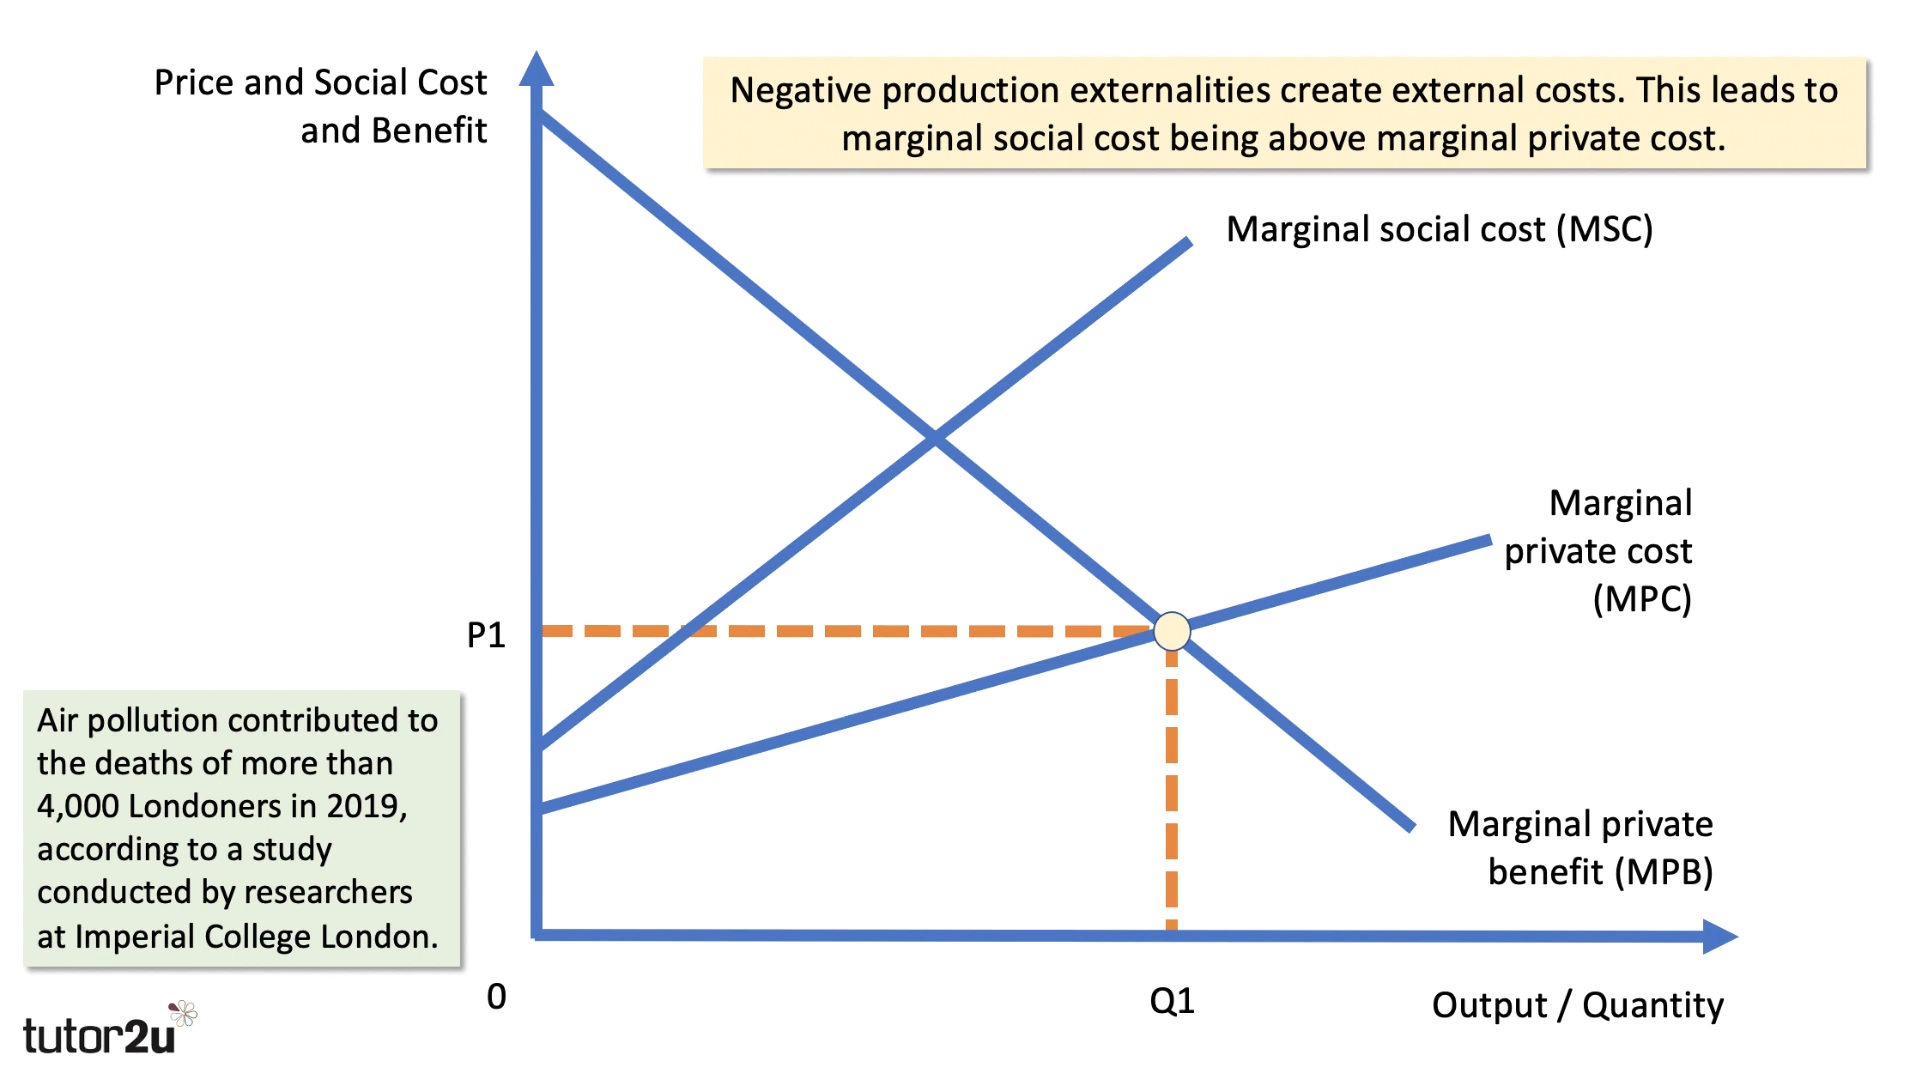 Price and Social Cost
and Benefit
Negative production externalities create external costs. This leads to
marginal social cost being above marginal private cost.
Marginal social cost (MSC)
Marginal
private cost
(MPC)
P1
Air pollution contributed to
the deaths of more than
4,000 Londoners in 2019,
according to a study
conducted by researchers
at Imperial College London.
Marginal private
benefit (MPB)
0
Q1
Output / Quantity
tutor2u